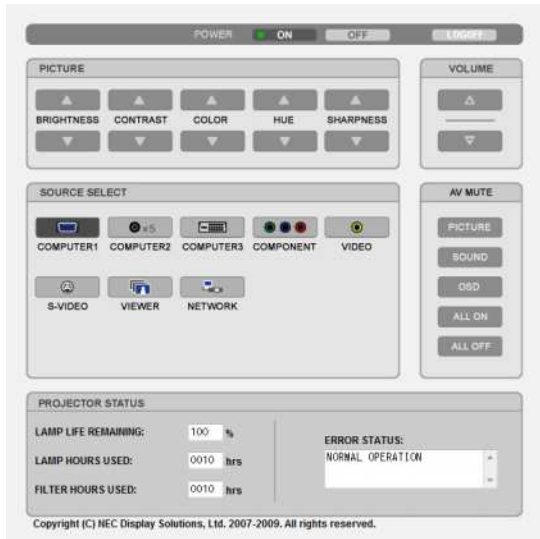 POWER ON OFF LOGOFF
PICTURE
BRIGHTNESS CONTRAST COLOR HUE SHARPNESS
VOLUME
SOURCE SELECT
COMPUTER1 x5 COMPUTER2 COMPUTER3 COMPONENT VIDEO
S-VIDEO VIEWER NETWORK
AV MUTE
PICTURE
SOUND
OSD
ALL ON
ALL OFF
PROJECTOR STATUS
LAMP LIFE REMAINING: 100 %
LAMP HOURS USED: 0010 hrs
FILTER HOURS USED: 0010 hrs
ERROR STATUS:
NORMAL OPERATION
Copyright (C) NEC Display Solutions, Ltd. 2007-2009. All rights reserved.